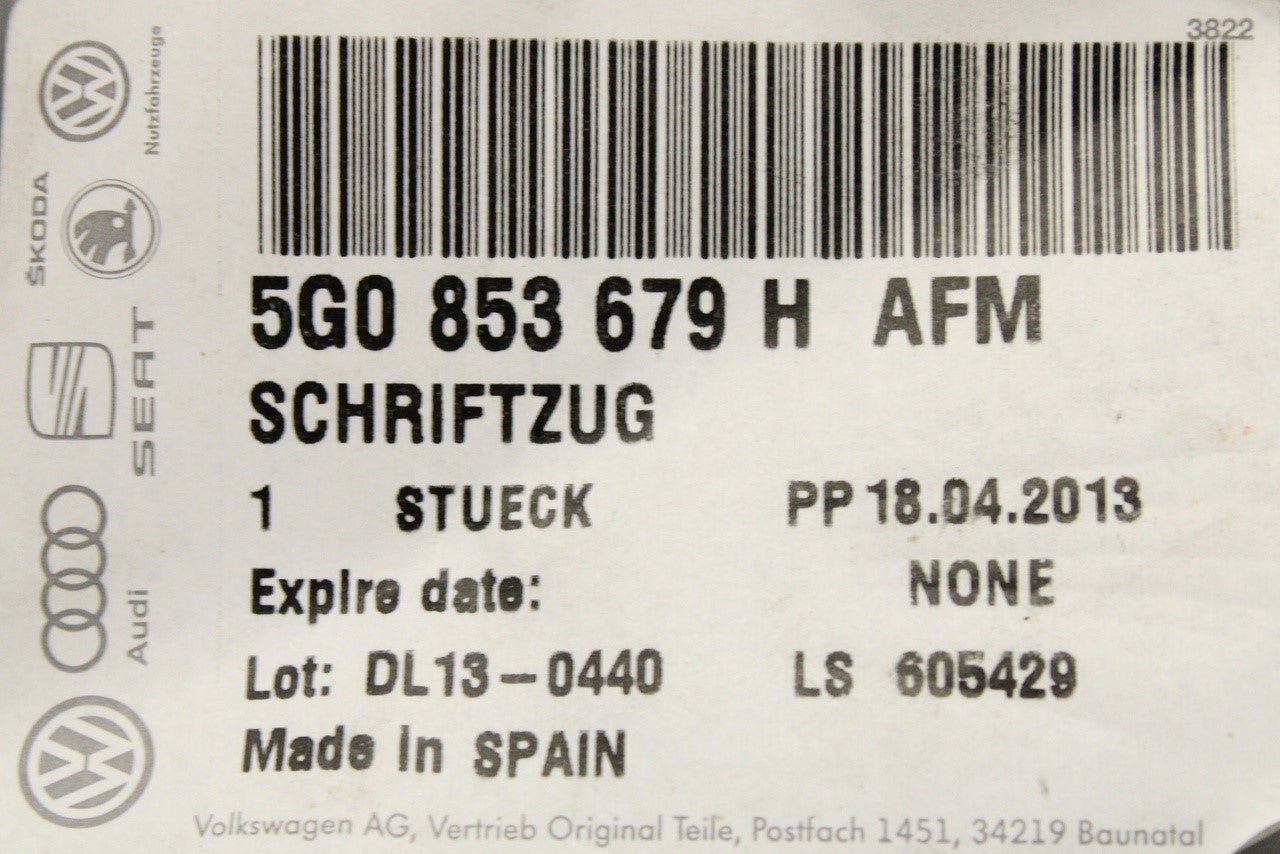 3822
5G0 853 679 H AFM
SCHRIFTZUG
1 STUECK PP 18.04.2013
Expire date: NONE
Lot: DL13-0440 LS 605429
Made in SPAIN
Volkswagen AG, Vertrieb Original Teile, Postfach 1451, 34219 Baunatal
Nutzfahrzeuge
ŠKODA
SEAT
Audi